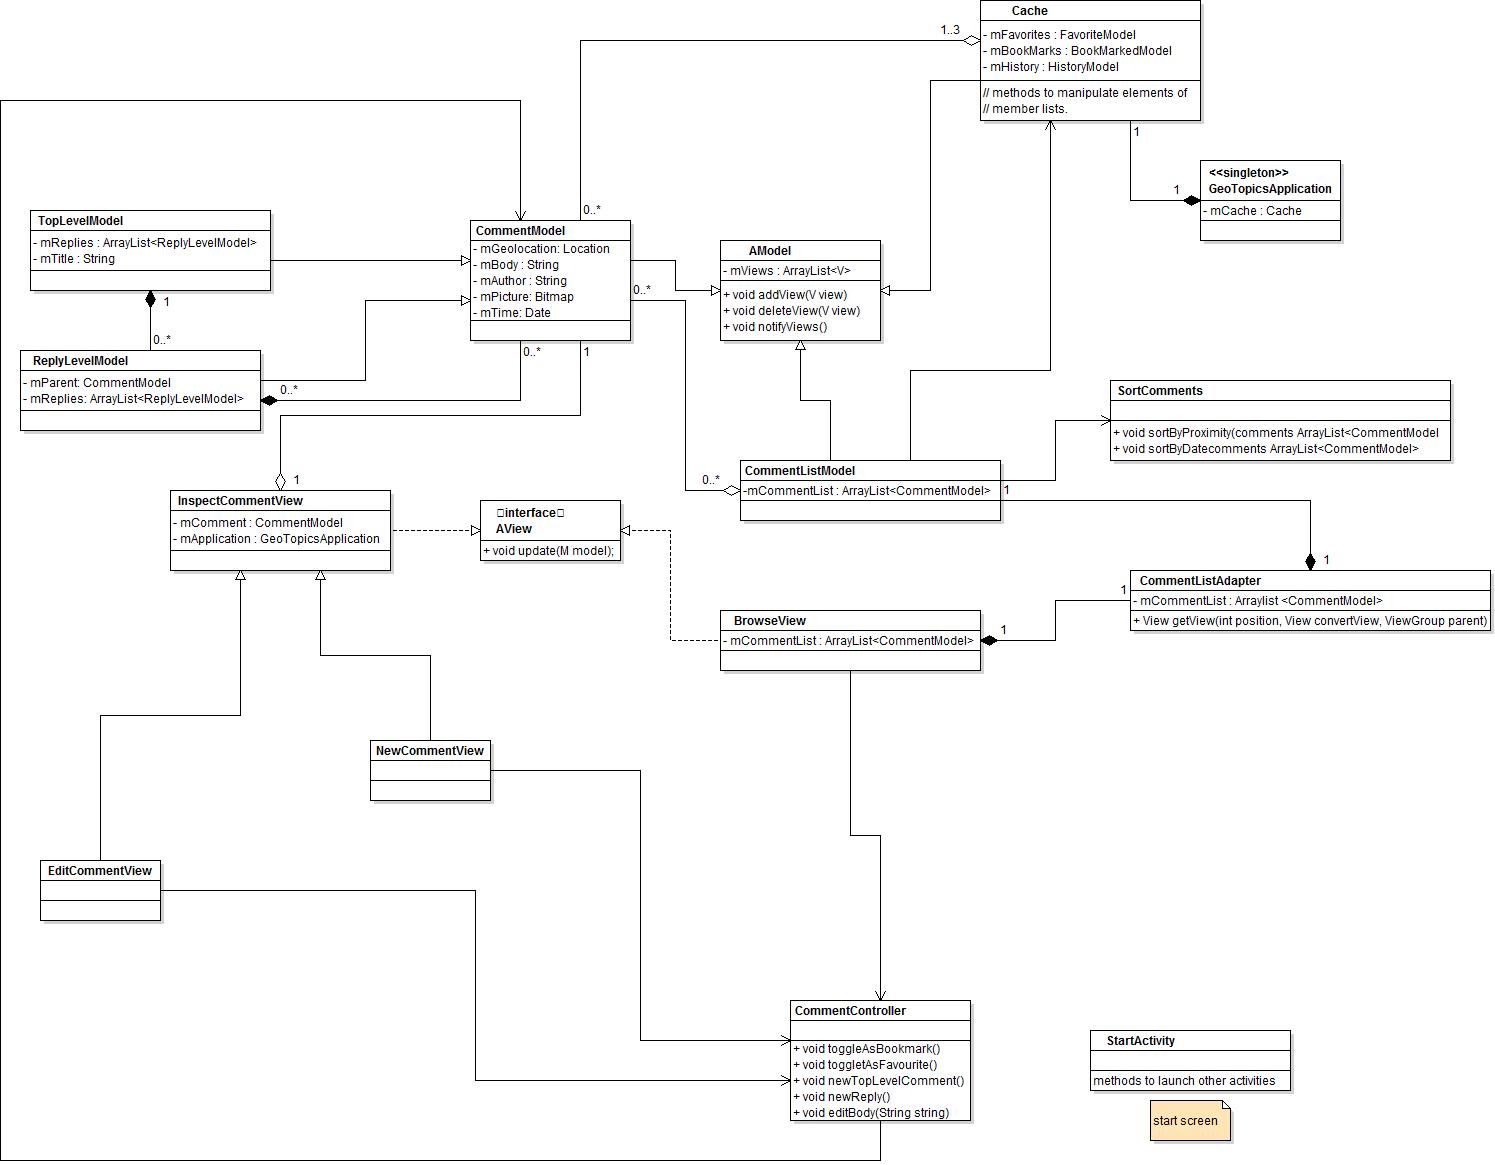 Cache
- mFavorites : FavoriteModel
- mBookMarks : BookMarkedModel
- mHistory : HistoryModel
// methods to manipulate elements of
// member lists.
1..3
1
<<singleton>>
GeoTopicsApplication
- mCache : Cache
1
TopLevelModel
- mReplies : ArrayList<ReplyLevelModel>
- mTitle : String
1
0..*
0..*
CommentModel
- mGeolocation: Location
- mBody : String
- mAuthor : String
- mPicture: Bitmap
- mTime: Date
0..*
0..*
1
AModel
- mViews : ArrayList<V>
+ void addView(V view)
+ void deleteView(V view)
+ void notifyViews()
ReplyLevelModel
- mParent: CommentModel
- mReplies: ArrayList<ReplyLevelModel>
0..*
SortComments
+ void sortByProximity(comments ArrayList<CommentModel
+ void sortByDatecomments ArrayList<CommentModel>
CommentListModel
-mCommentList : ArrayList<CommentModel>
0..*
1
1
InspectCommentView
- mComment : CommentModel
- mApplication : GeoTopicsApplication
□interface□
AView
+ void update(M model);
1
CommentListAdapter
- mCommentList : Arraylist <CommentModel>
+ View getView(int position, View convertView, ViewGroup parent)
1
BrowseView
- mCommentList : ArrayList<CommentModel>
1
NewCommentView
EditCommentView
CommentController
+ void toggleAsBookmark()
+ void toggletAsFavourite()
+ void newTopLevelComment()
+ void newReply()
+ void editBody(String string)
StartActivity
methods to launch other activities
start screen